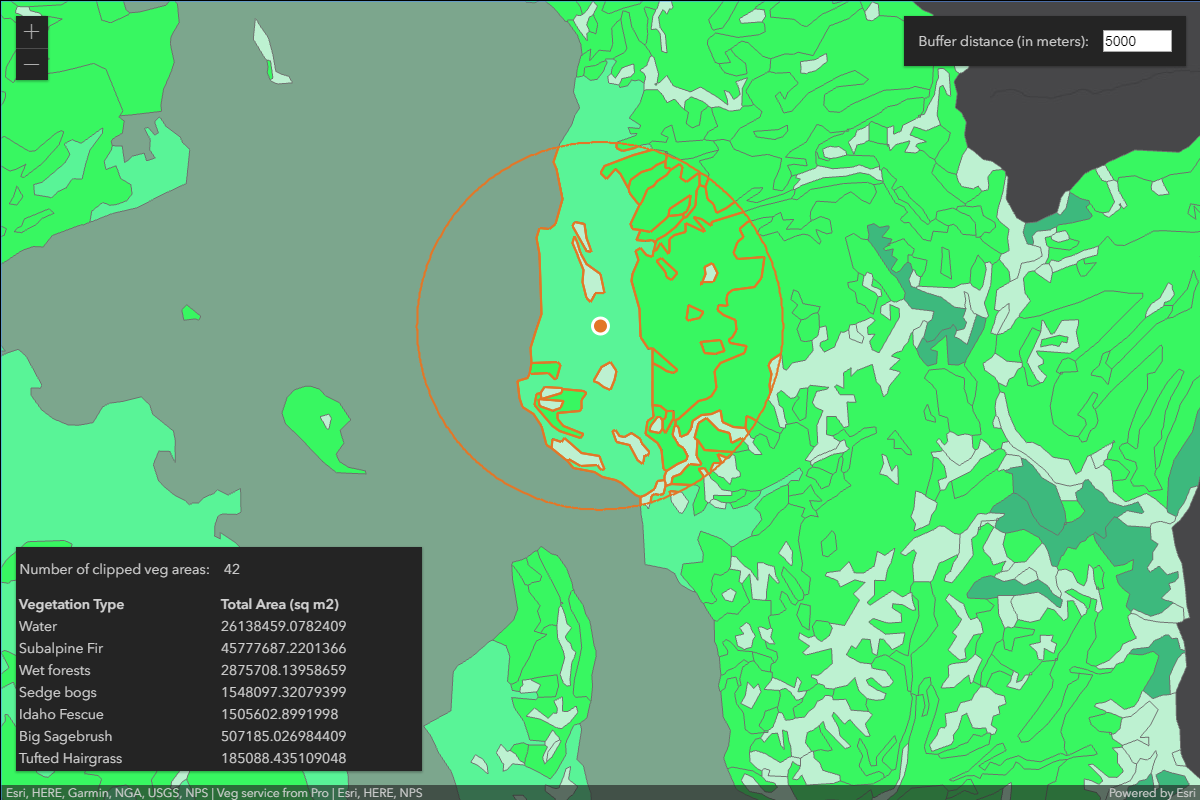 +
Buffer distance (in meters): 5000
−
Number of clipped veg areas: 42
Vegetation Type Total Area (sq m2)
Water 26138459.0782409
Subalpine Fir 45777687.2201366
Wet forests 2875708.13958659
Sedge bogs 1548097.32079399
Idaho Fescue 1505602.8991998
Big Sagebrush 507185.026984409
Tufted Hairgrass 185088.435109048
Esri, HERE, Garmin, NGA, USGS, NPS | Veg service from Pro | Esri, HERE, NPS Powered by Esri